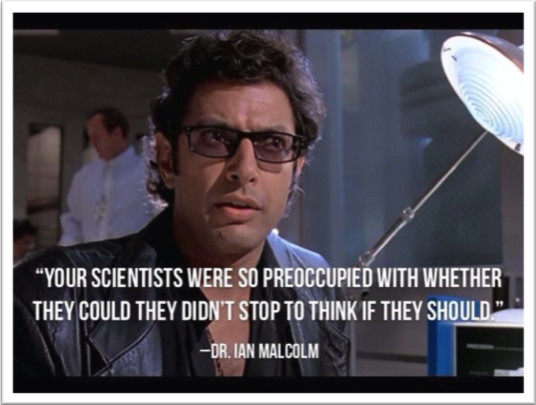 “YOUR SCIENTISTS WERE SO PREOCCUPIED WITH WHETHER
THEY COULD THEY DIDN'T STOP TO THINK IF THEY SHOULD.”
–DR. IAN MALCOLM